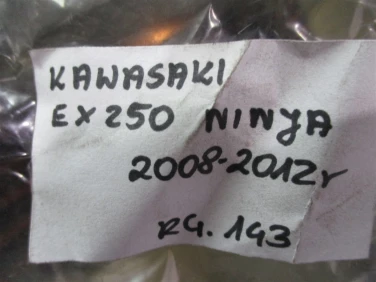 KAWASAKI
EX250 NINJA
2008-2012r
RG. 143